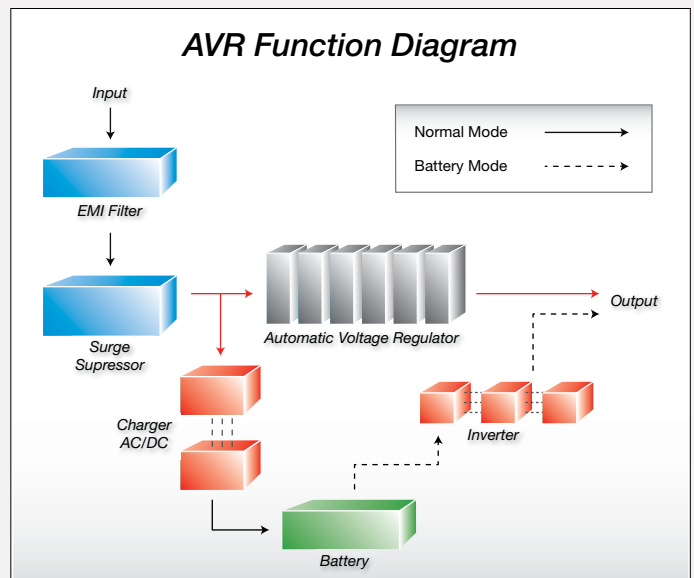 AVR Function Diagram
Input
Normal Mode
Battery Mode
EMI Filter
Surge
Supressor
Automatic Voltage Regulator
Output
Charger
AC/DC
Inverter
Battery